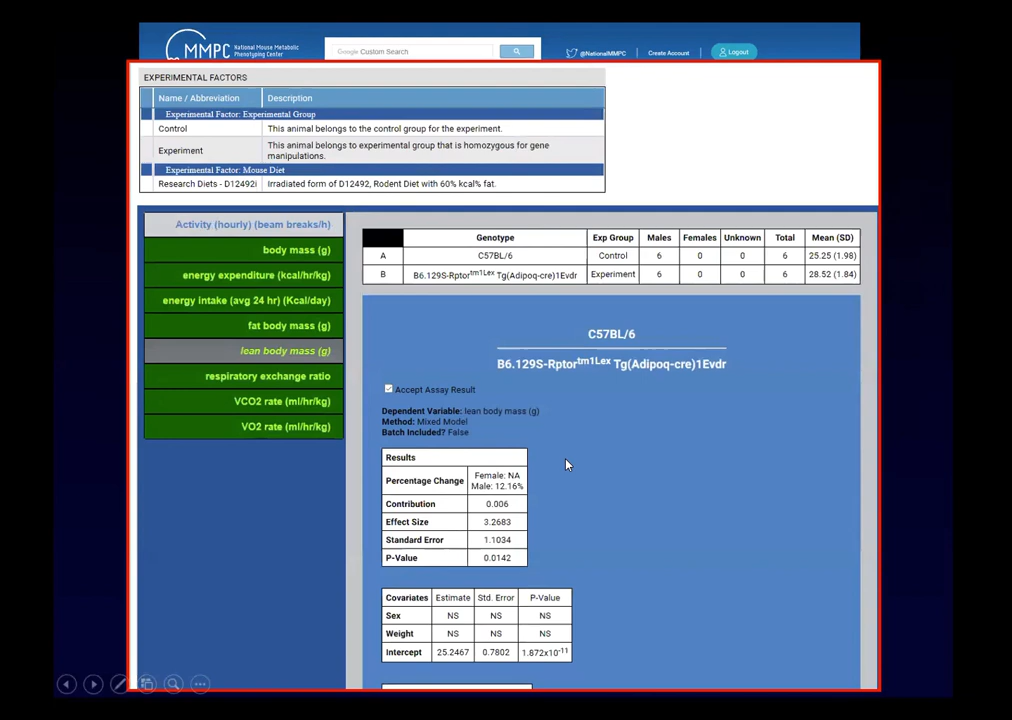 MMPC National Mouse Metabolic Phenotyping Center
Google Custom Search
@NationalMMPC
Create Account
Logout
EXPERIMENTAL FACTORS
Name / Abbreviation Description
Experimental Factor: Experimental Group
Control This animal belongs to the control group for the experiment.
Experiment This animal belongs to experimental group that is homozygous for gene
manipulations.
Experimental Factor: Mouse Diet
Research Diets - D12492i Irradiated form of D12492, Rodent Diet with 60% kcal% fat.
Activity (hourly) (beam breaks/h)
body mass (g)
energy expenditure (kcal/hr/kg)
energy intake (avg 24 hr) (Kcal/day)
fat body mass (g)
lean body mass (g)
respiratory exchange ratio
VCO2 rate (ml/hr/kg)
VO2 rate (ml/hr/kg)
Genotype Exp Group Males Females Unknown Total Mean (SD)
A C57BL/6 Control 6 0 0 6 25.25 (1.98)
B B6.129S-Rptortm1Lex Tg(Adipoq-cre)1Evdr Experiment 6 0 0 6 28.52 (1.84)
C57BL/6
B6.129S-Rptortm1Lex Tg(Adipoq-cre)1Evdr
Accept Assay Result
Dependent Variable: lean body mass (g)
Method: Mixed Model
Batch Included? False
Results
Percentage Change Female: NA
Male: 12.16%
Contribution 0.006
Effect Size 3.2683
Standard Error 1.1034
P-Value 0.0142
Covariates Estimate Std. Error P-Value
Sex NS NS NS
Weight NS NS NS
Intercept 25.2467 0.7802 1.872x10-11